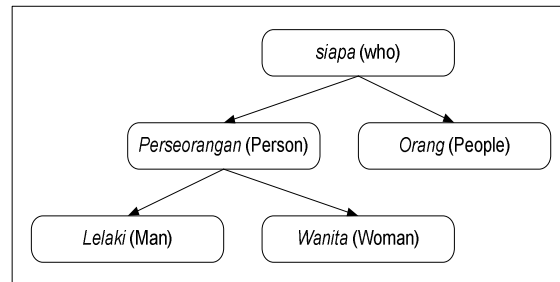 siapa (who)
Perseorangan (Person)
Orang (People)
Lelaki (Man)
Wanita (Woman)